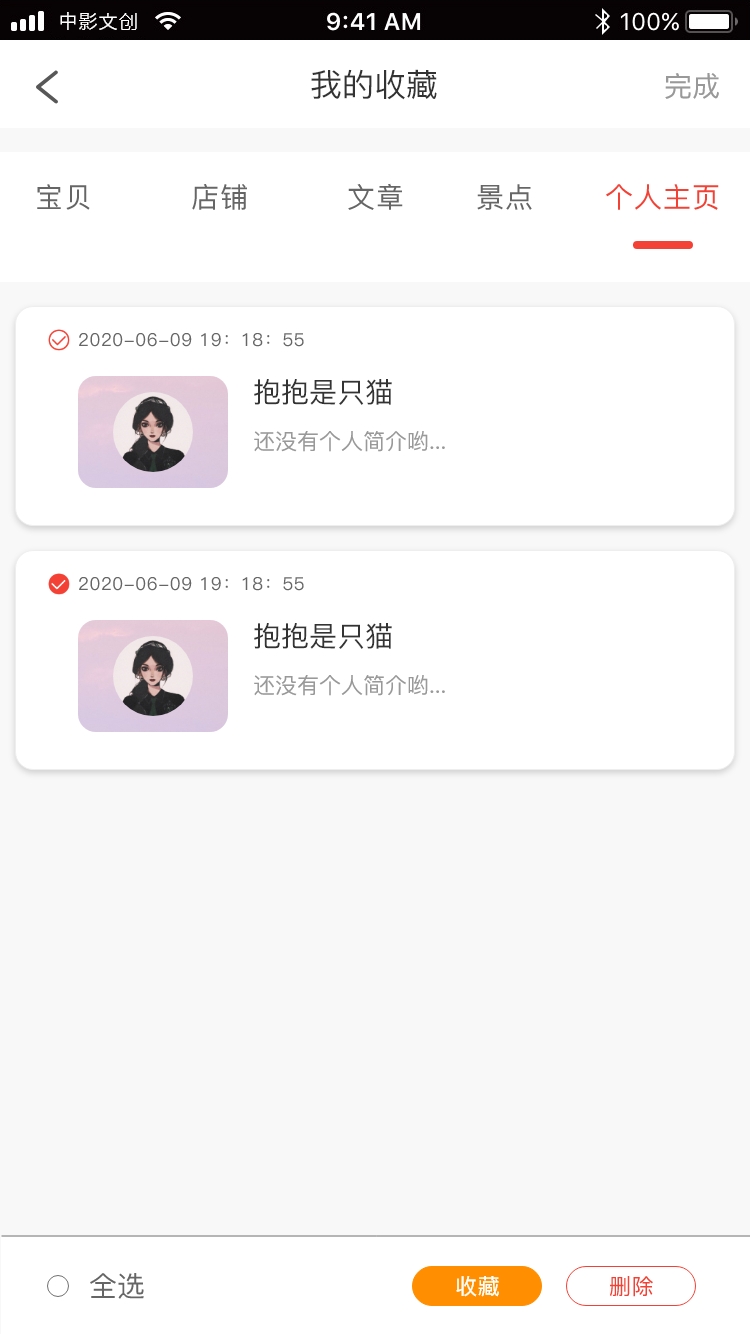 中影文创 9:41 AM 100%
我的收藏 完成
宝贝 店铺 文章 景点 个人主页
2020-06-09 19：18：55
抱抱是只猫
还没有个人简介哟...
2020-06-09 19：18：55
抱抱是只猫
还没有个人简介哟...
全选 收藏 删除